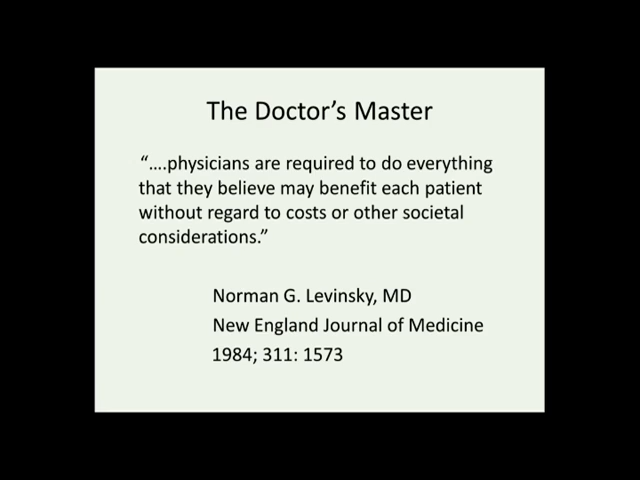 The Doctor’s Master
“….physicians are required to do everything
that they believe may benefit each patient
without regard to costs or other societal
considerations.”
Norman G. Levinsky, MD
New England Journal of Medicine
1984; 311: 1573